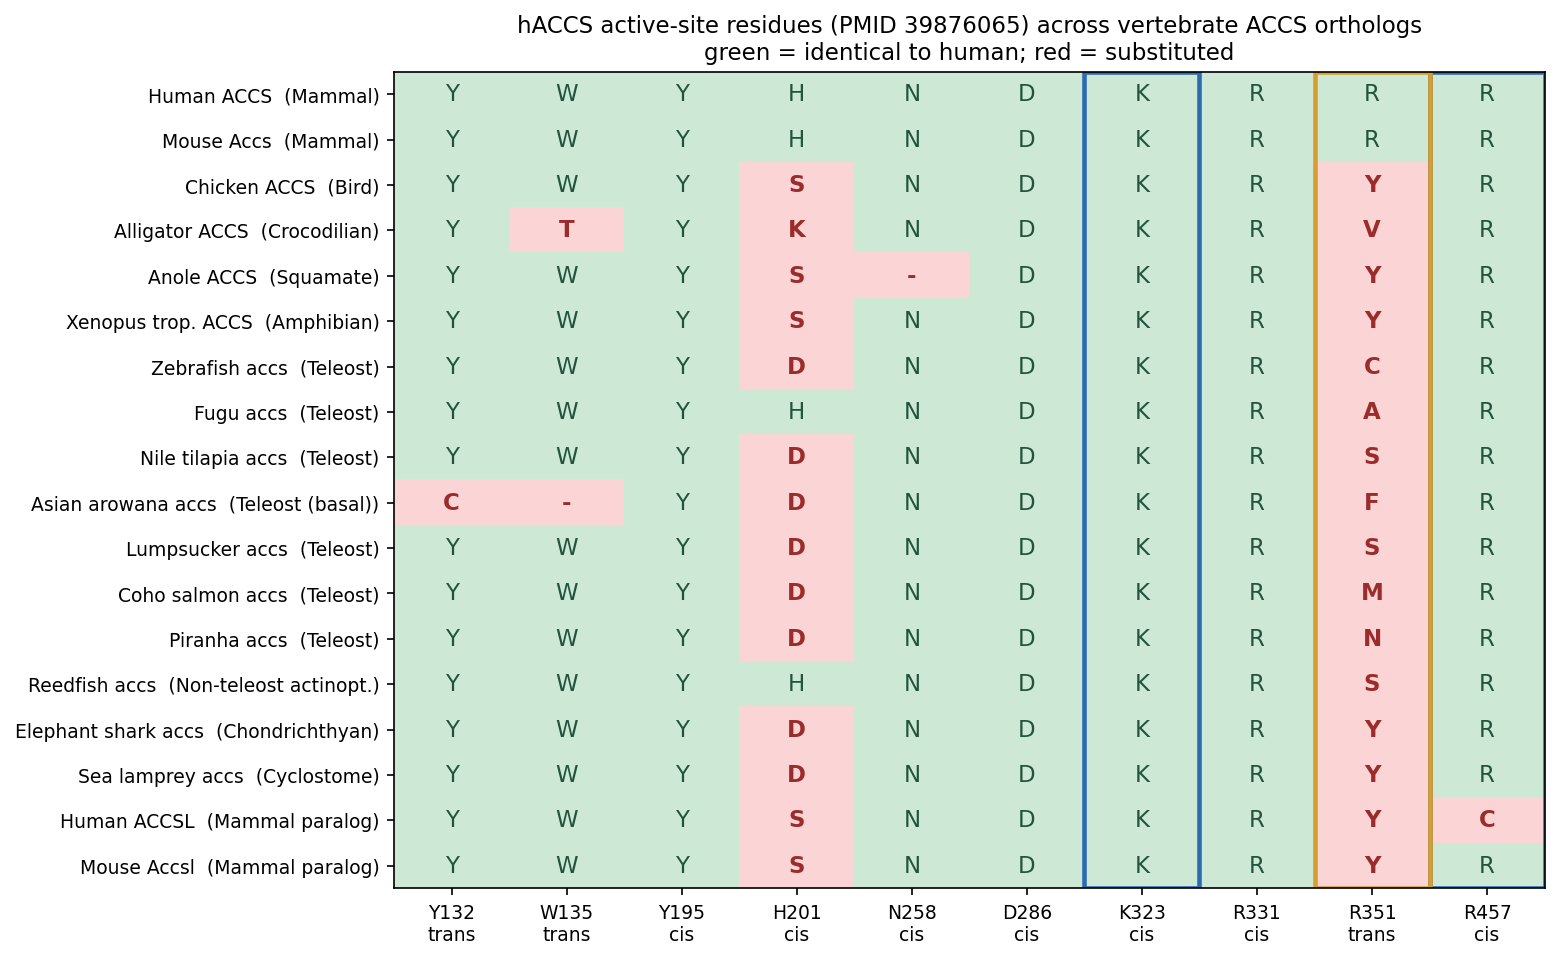 hACCS active-site residues (PMID 39876065) across vertebrate ACCS orthologs
green = identical to human; red = substituted
Human ACCS (Mammal) Y W Y H N D K R R R
Mouse Accs (Mammal) Y W Y H N D K R R R
Chicken ACCS (Bird) Y W Y S N D K R Y R
Alligator ACCS (Crocodilian) Y T Y K N D K R V R
Anole ACCS (Squamate) Y W Y S - D K R Y R
Xenopus trop. ACCS (Amphibian) Y W Y S N D K R Y R
Zebrafish accs (Teleost) Y W Y D N D K R C R
Fugu accs (Teleost) Y W Y H N D K R A R
Nile tilapia accs (Teleost) Y W Y D N D K R S R
Asian arowana accs (Teleost (basal)) C - Y D N D K R F R
Lumpsucker accs (Teleost) Y W Y D N D K R S R
Coho salmon accs (Teleost) Y W Y D N D K R M R
Piranha accs (Teleost) Y W Y D N D K R N R
Reedfish accs (Non-teleost actinopt.) Y W Y H N D K R S R
Elephant shark accs (Chondrichthyan) Y W Y D N D K R Y R
Sea lamprey accs (Cyclostome) Y W Y D N D K R Y R
Human ACCSL (Mammal paralog) Y W Y S N D K R Y C
Mouse Accsl (Mammal paralog) Y W Y S N D K R Y R
Y132 W135 Y195 H201 N258 D286 K323 R331 R351 R457
trans trans cis cis cis cis cis cis trans cis